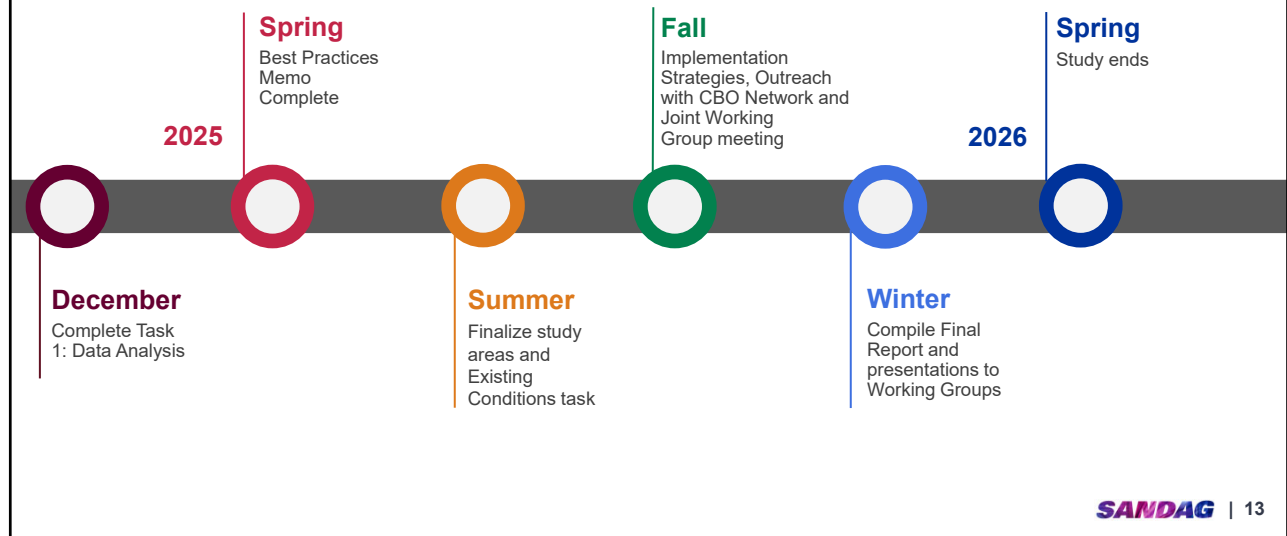 Spring
Best Practices
Memo
Complete
Fall
Implementation
Strategies, Outreach
with CBO Network and
Joint Working
Group meeting
Spring
Study ends
2025
2026
December
Complete Task
1: Data Analysis
Summer
Finalize study
areas and
Existing
Conditions task
Winter
Compile Final
Report and
presentations to
Working Groups
SANDAG | 13